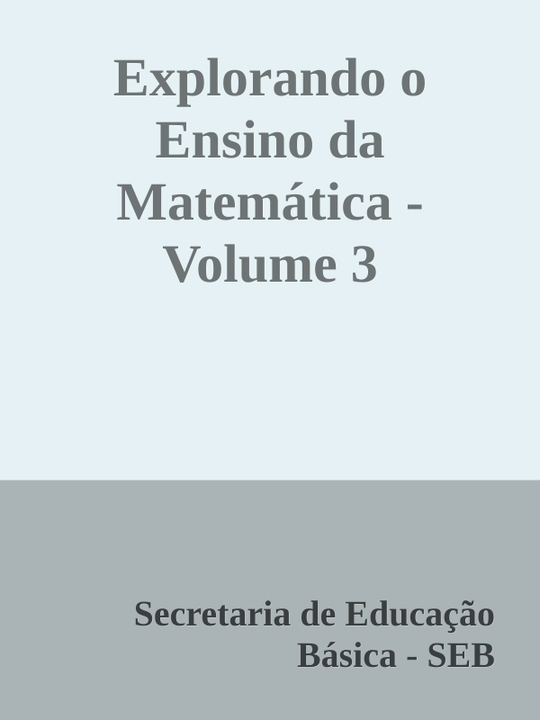 Explorando o
Ensino da
Matemática -
Volume 3
Secretaria de Educação
Básica - SEB